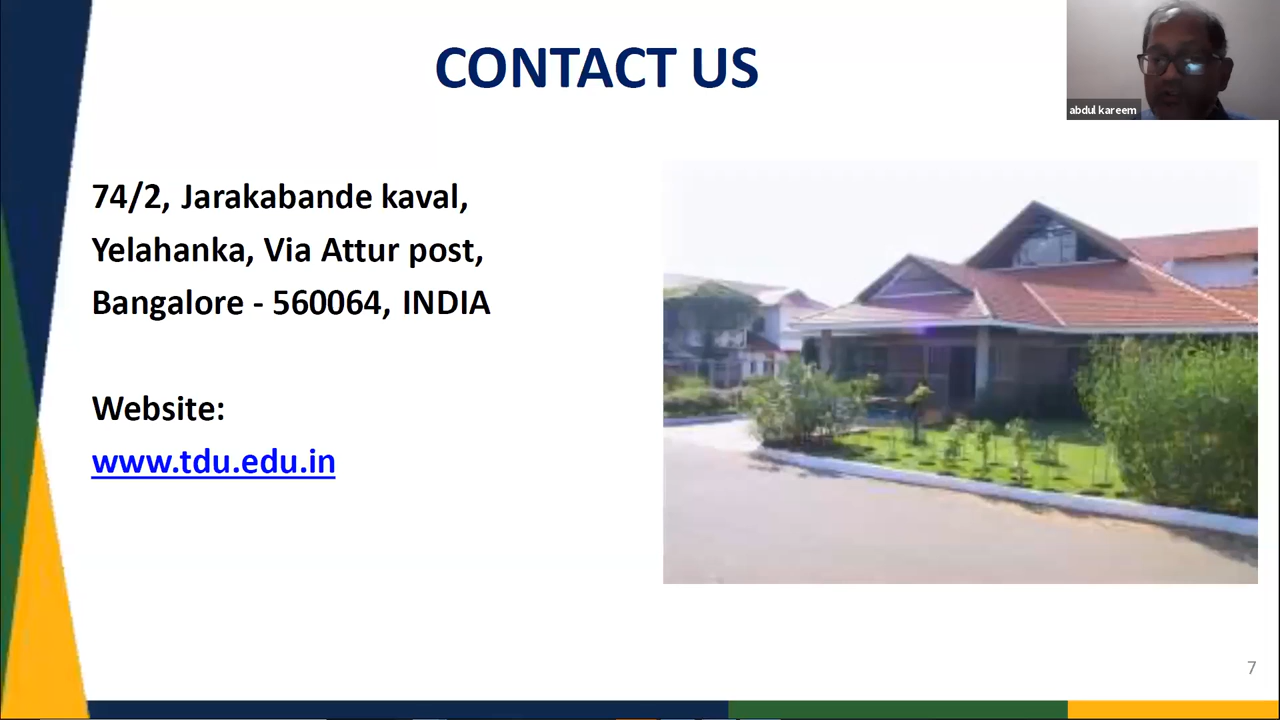 CONTACT US
abdul kareem
74/2, Jarakabande kaval,
Yelahanka, Via Attur post,
Bangalore - 560064, INDIA
Website:
www.tdu.edu.in
7